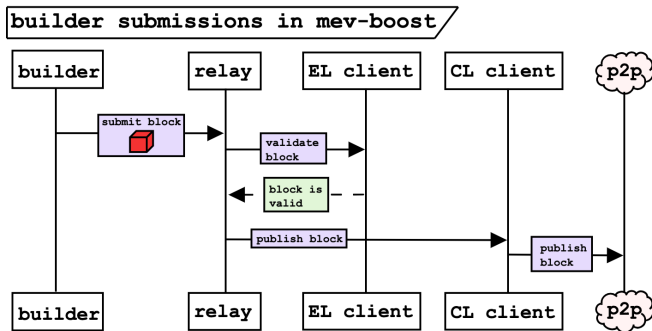 builder submissions in mev-boost
builder
relay
EL client
CL client
p2p
submit block
validate
block
block is
valid
publish block
publish
block
builder
relay
EL client
CL client
p2p